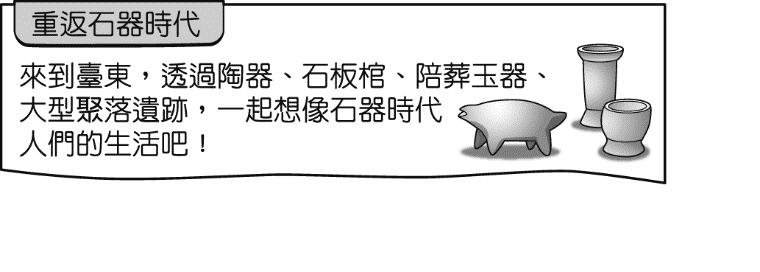 重返石器時代
來到臺東，透過陶器、石板棺、陪葬玉器、
大型聚落遺跡，一起想像石器時代
人們的生活吧！